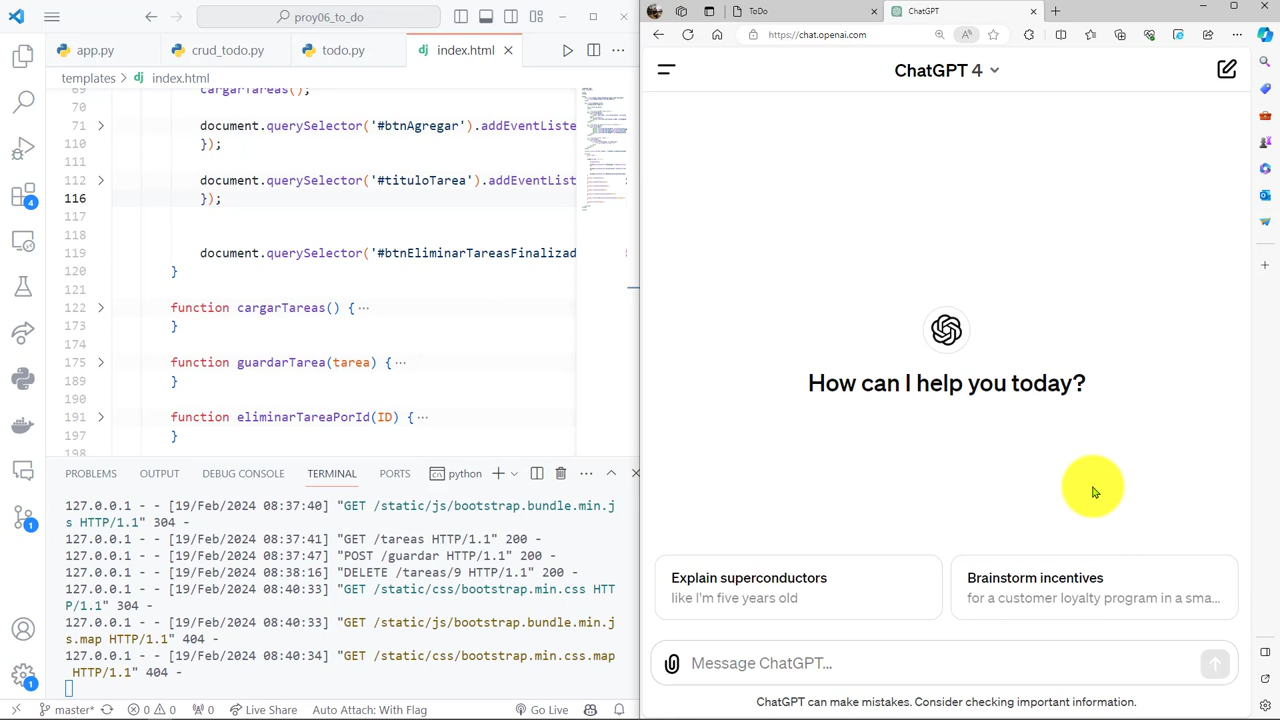 proy06_to_do
app.py
crud_todo.py
todo.py
index.html
templates > index.html
69 cargarTareas();
70
71 document.querySelector('#btnAgregar').addEventListe
111 });
112 document.querySelector('#tituloTarea').addEventList
116 });
117
118
119 document.querySelector('#btnEliminarTareasFinalizad
120 }
121
122 function cargarTareas() { ···
173 }
174
175 function guardarTarea(tarea) { ···
189 }
190
191 function eliminarTareaPorId(ID) { ···
197 }
198
PROBLEMS OUTPUT DEBUG CONSOLE TERMINAL PORTS python
127.0.0.1 - - [19/Feb/2024 08:37:40] "GET /static/js/bootstrap.bundle.min.j
s HTTP/1.1" 304 -
127.0.0.1 - - [19/Feb/2024 08:37:41] "GET /tareas HTTP/1.1" 200 -
127.0.0.1 - - [19/Feb/2024 08:37:47] "POST /guardar HTTP/1.1" 200 -
127.0.0.1 - - [19/Feb/2024 08:38:16] "DELETE /tareas/9 HTTP/1.1" 200 -
127.0.0.1 - - [19/Feb/2024 08:40:33] "GET /static/css/bootstrap.min.css HTT
P/1.1" 304 -
127.0.0.1 - - [19/Feb/2024 08:40:33] "GET /static/js/bootstrap.bundle.min.j
s.map HTTP/1.1" 404 -
127.0.0.1 - - [19/Feb/2024 08:40:34] "GET /static/css/bootstrap.min.css.map
HTTP/1.1" 404 -
4
1
1
master* 0 0 0 Live Share Auto Attach: With Flag Go Live
ChatGPT
https://chat.openai.com
ChatGPT 4
How can I help you today?
Explain superconductors
like I'm five years old
Brainstorm incentives
for a customer loyalty program in a sma...
Message ChatGPT...
ChatGPT can make mistakes. Consider checking important information.